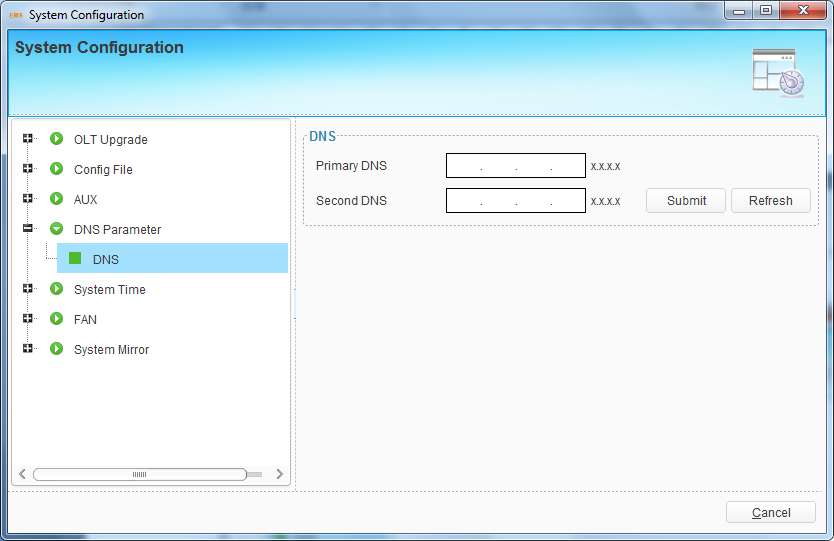 EMS System Configuration
System Configuration
OLT Upgrade
Config File
AUX
DNS Parameter
DNS
System Time
FAN
System Mirror
DNS
Primary DNS . . . x.x.x.x
Second DNS . . . x.x.x.x Submit Refresh
Cancel